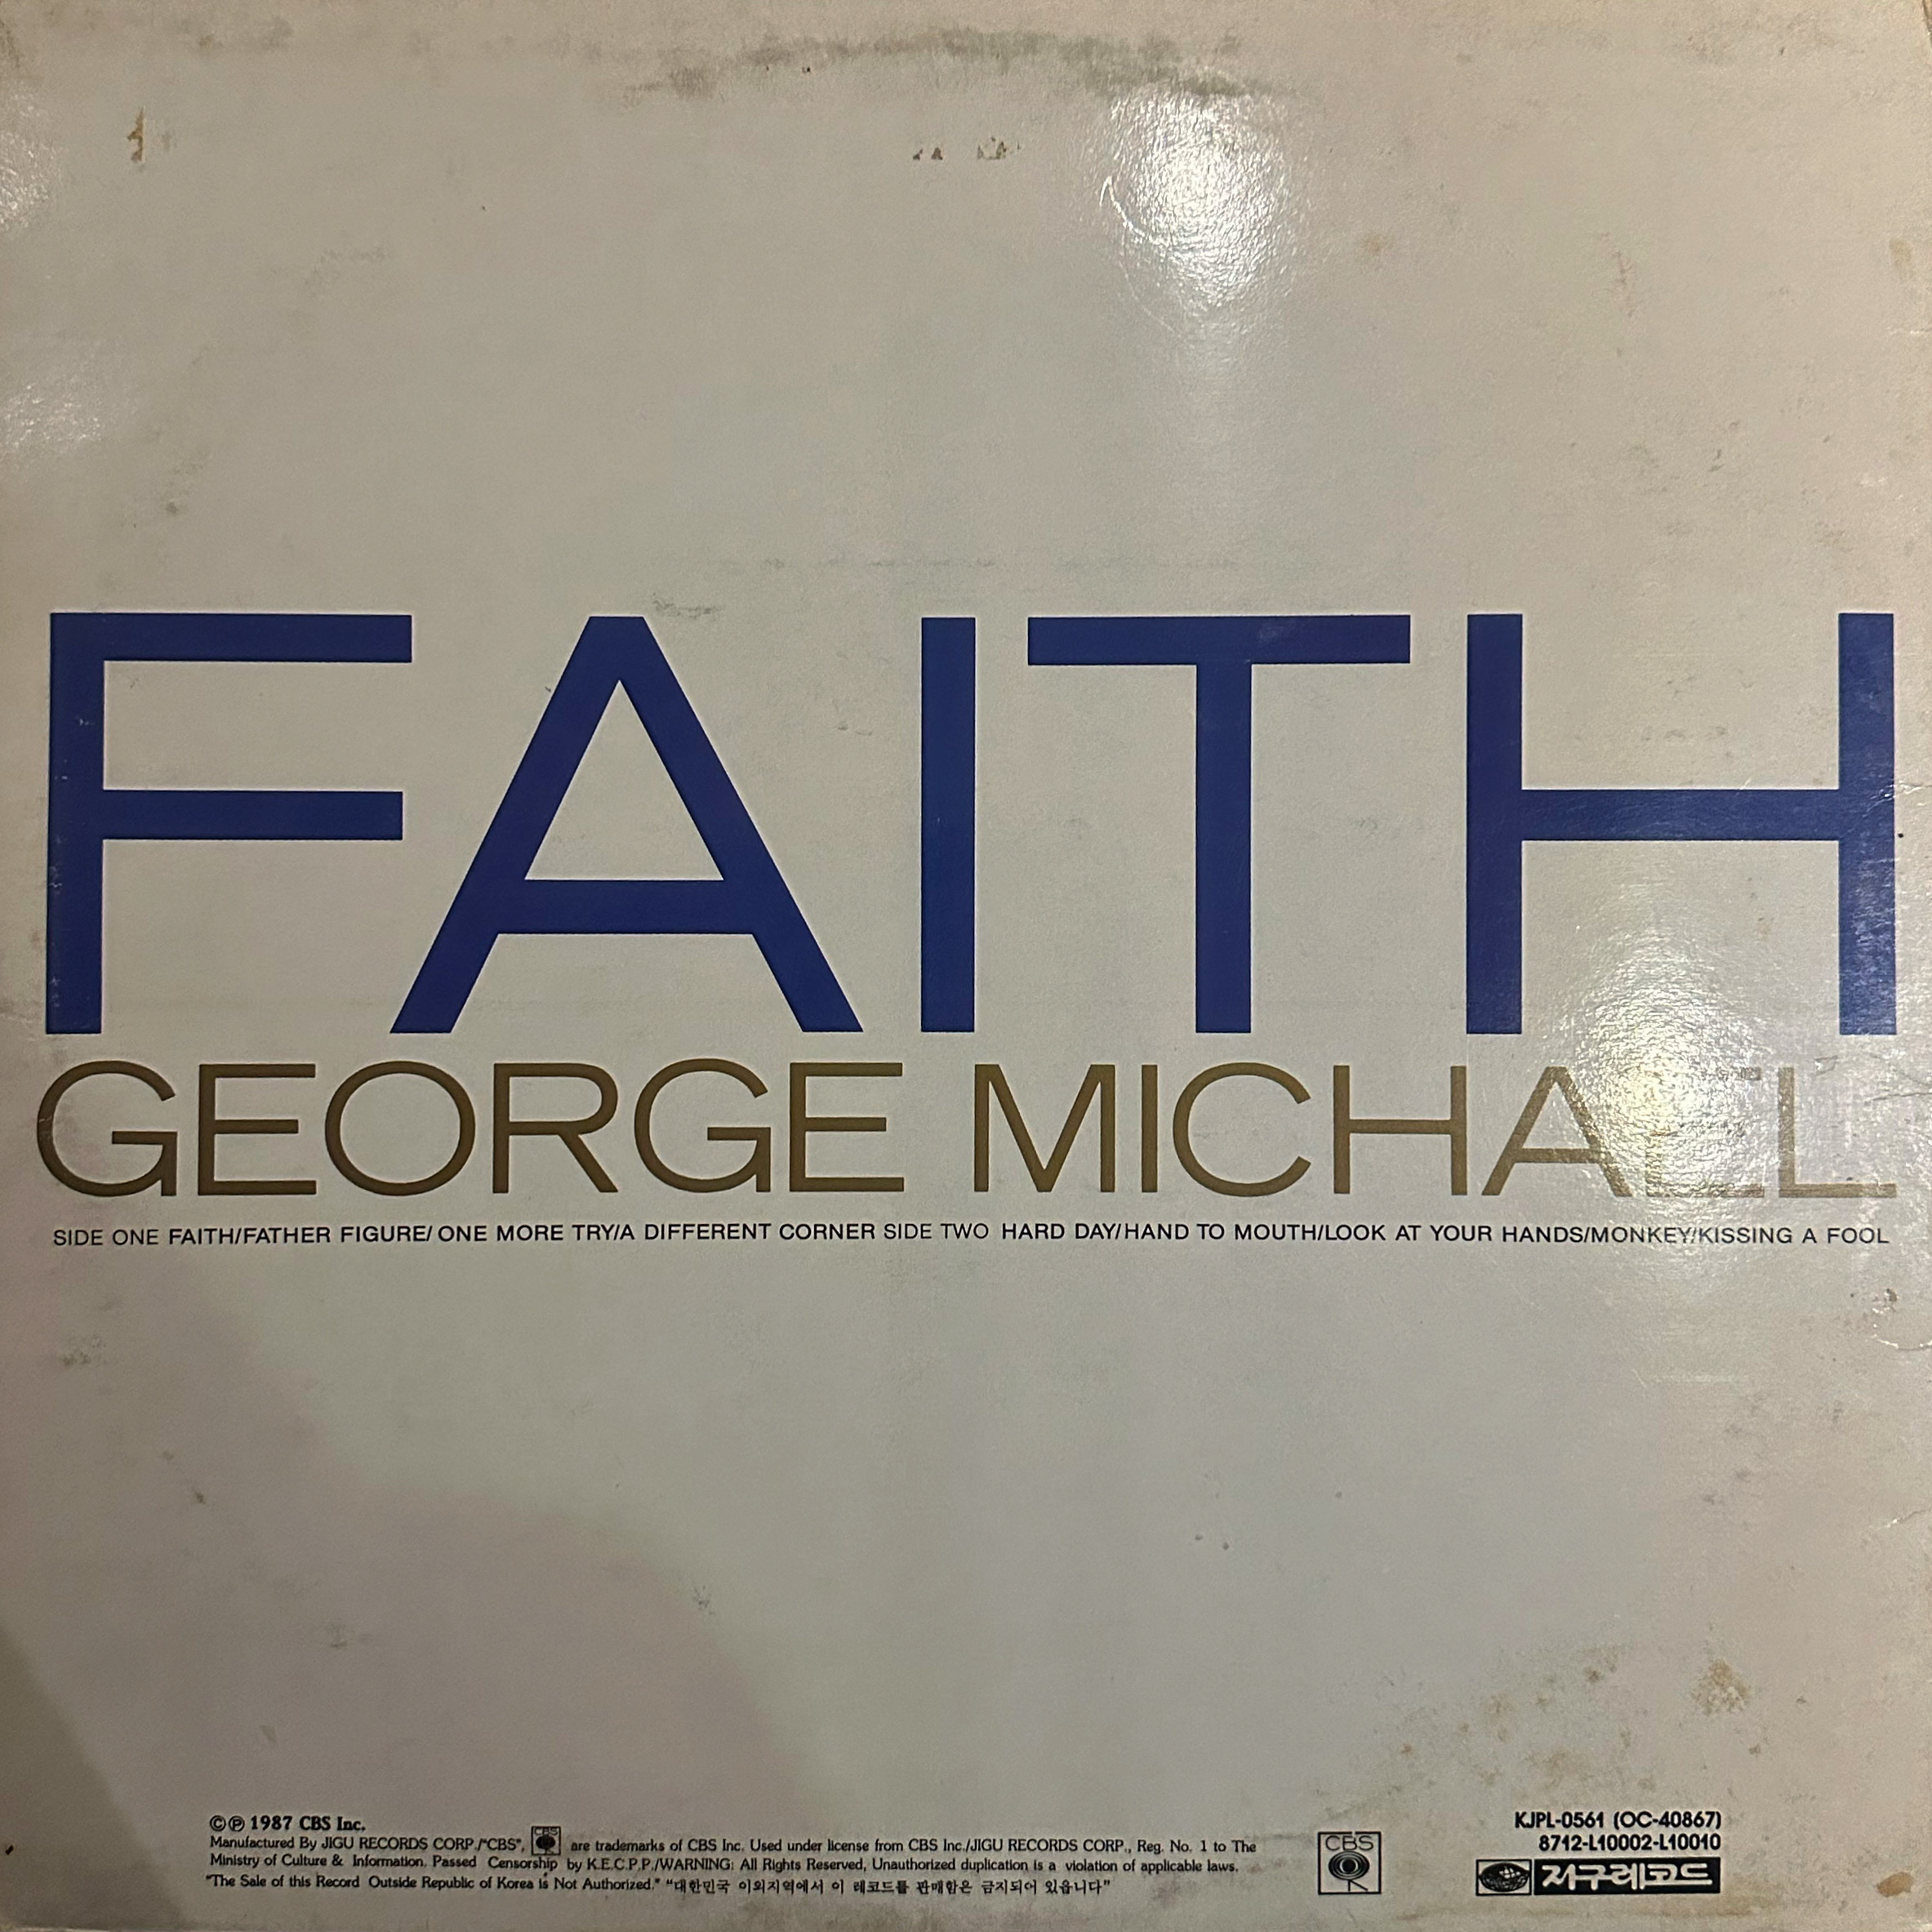 FAITH
GEORGE MICHAEL
SIDE ONE FAITH/FATHER FIGURE/ ONE MORE TRY/A DIFFERENT CORNER SIDE TWO HARD DAY/HAND TO MOUTH/LOOK AT YOUR HANDS/MONKEY/KISSING A FOOL
©℗ 1987 CBS Inc.
Manufactured By JIGU RECORDS CORP./"CBS", CBS are trademarks of CBS Inc. Used under license from CBS Inc./JIGU RECORDS CORP., Reg. No. 1 to The
Ministry of Culture & Information. Passed Censorship by K.E.C.P.P./WARNING: All Rights Reserved, Unauthorized duplication is a violation of applicable laws.
"The Sale of this Record Outside Republic of Korea is Not Authorized." "대한민국 이외지역에서 이 레코드를 판매함은 금지되어 있읍니다"
CBS
KJPL-0561 (OC-40867)
8712-L10002-L10010
지구레코드